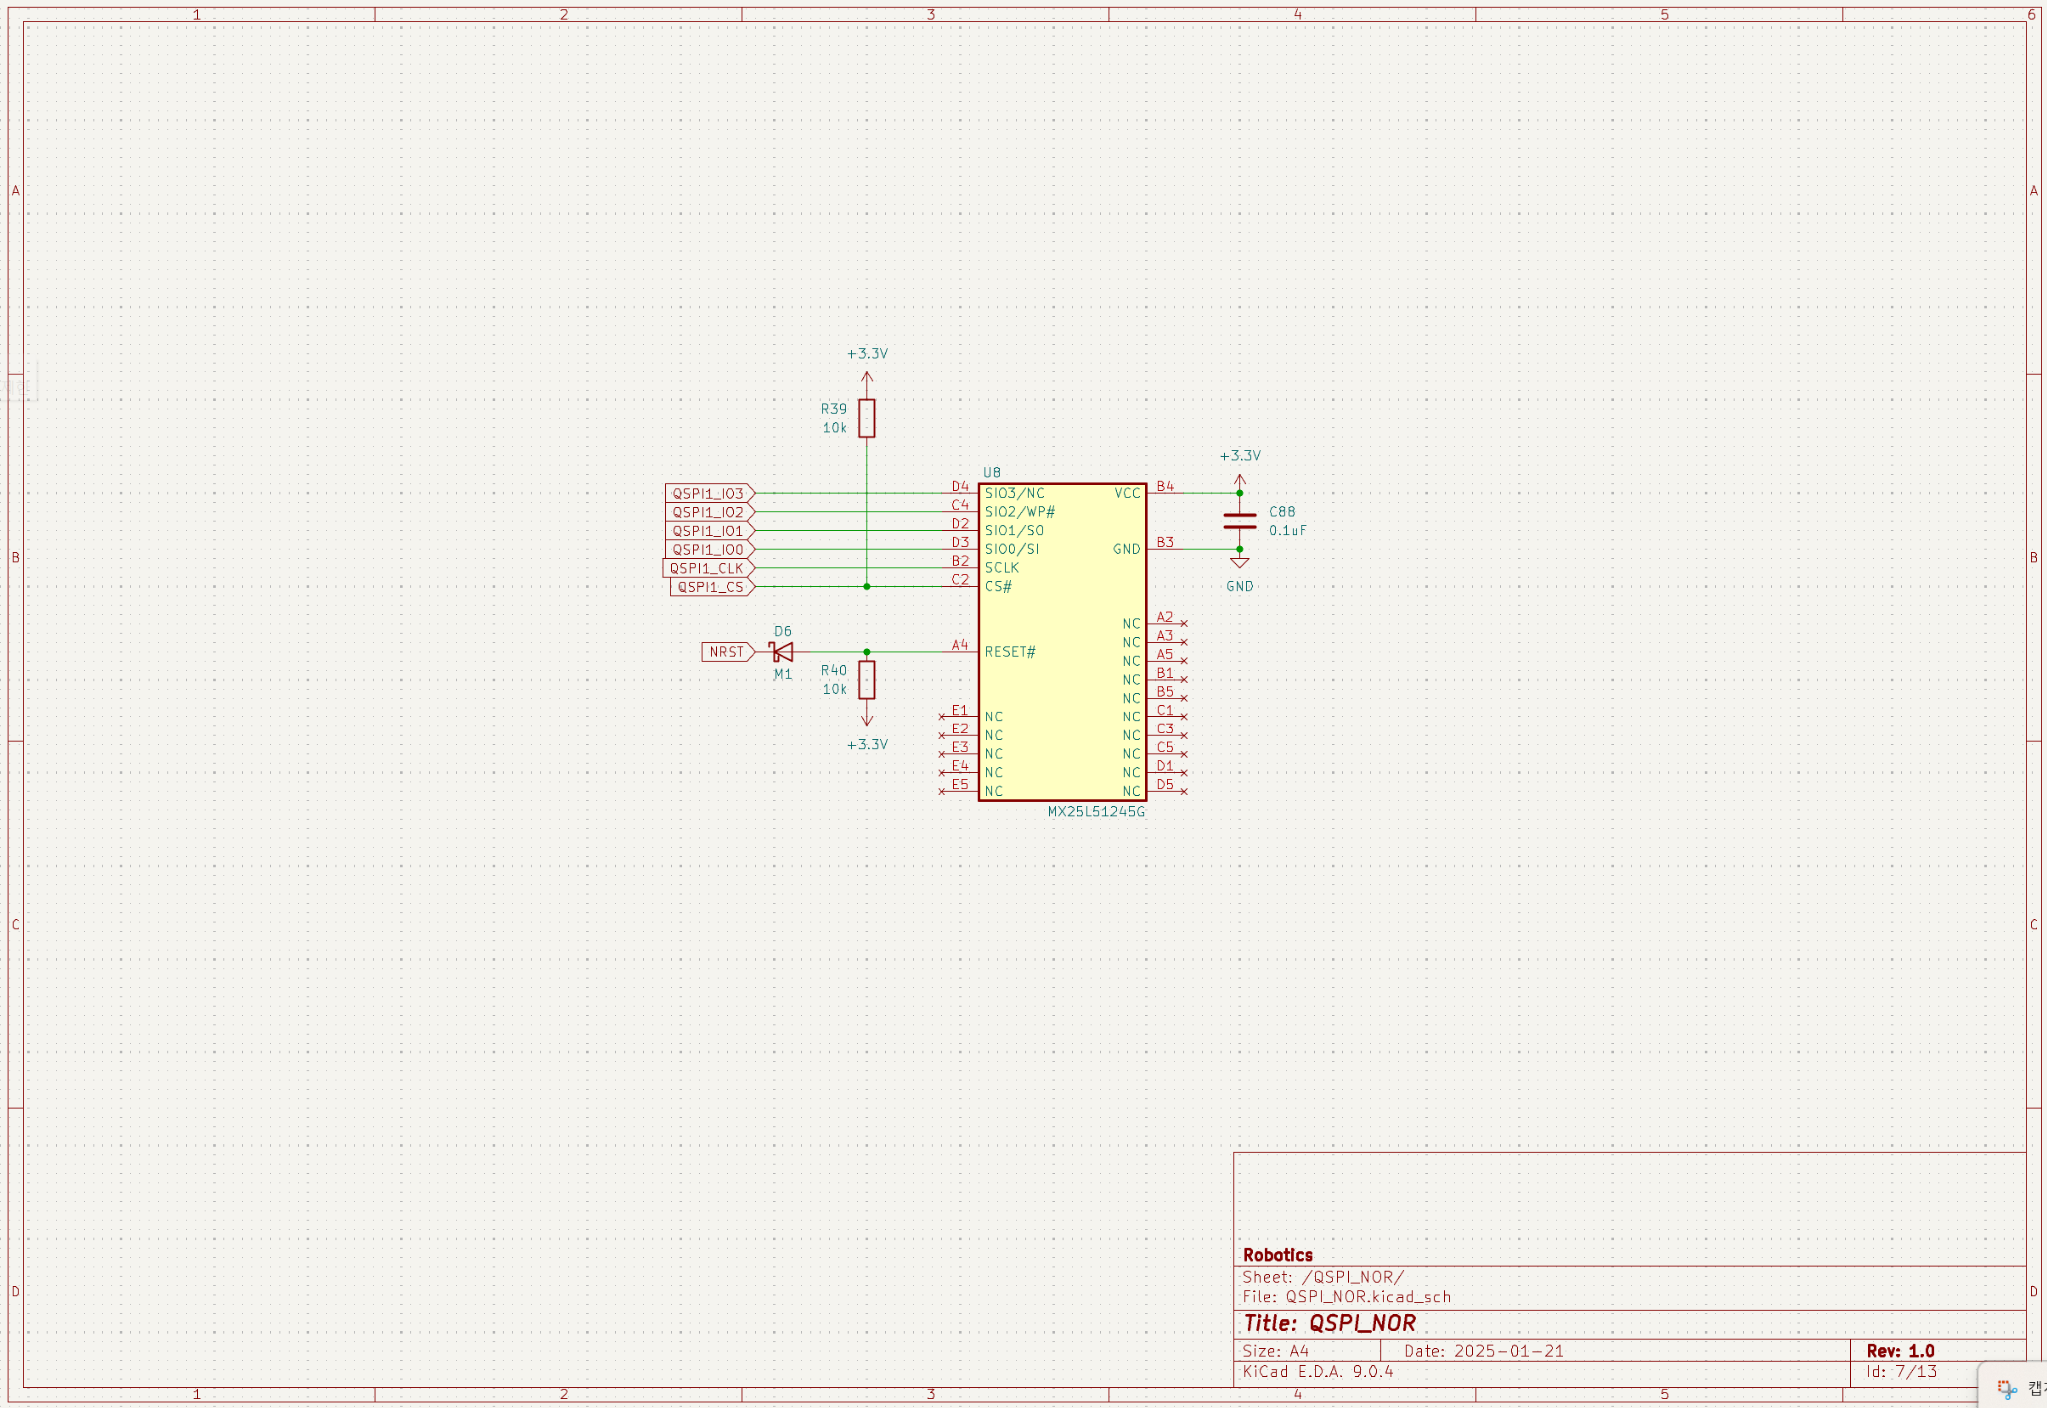 1 2 3 4 5 6
A A
+3.3V
R39
10k
+3.3V
U8
QSPI1_IO3 D4 SIO3/NC VCC B4
QSPI1_IO2 C4 SIO2/WP# C88
QSPI1_IO1 D2 SIO1/SO 0.1uF
QSPI1_IO0 D3 SIO0/SI GND B3
B B
QSPI1_CLK B2 SCLK
QSPI1_CS C2 CS# GND
NC A2
D6
NC A3
NRST A4 RESET#
NC A5
R40
M1
NC B1
10k
NC B5
E1 NC NC C1
E2 NC NC C3
+3.3V
E3 NC NC C5
E4 NC NC D1
E5 NC NC D5
MX25L51245G
C C
Robotics
Sheet: /QSPI_NOR/
D D
File: QSPI_NOR.kicad_sch
Title: QSPI_NOR
Size: A4 Date: 2025-01-21 Rev: 1.0
KiCad E.D.A. 9.0.4 Id: 7/13
1 2 3 4 5